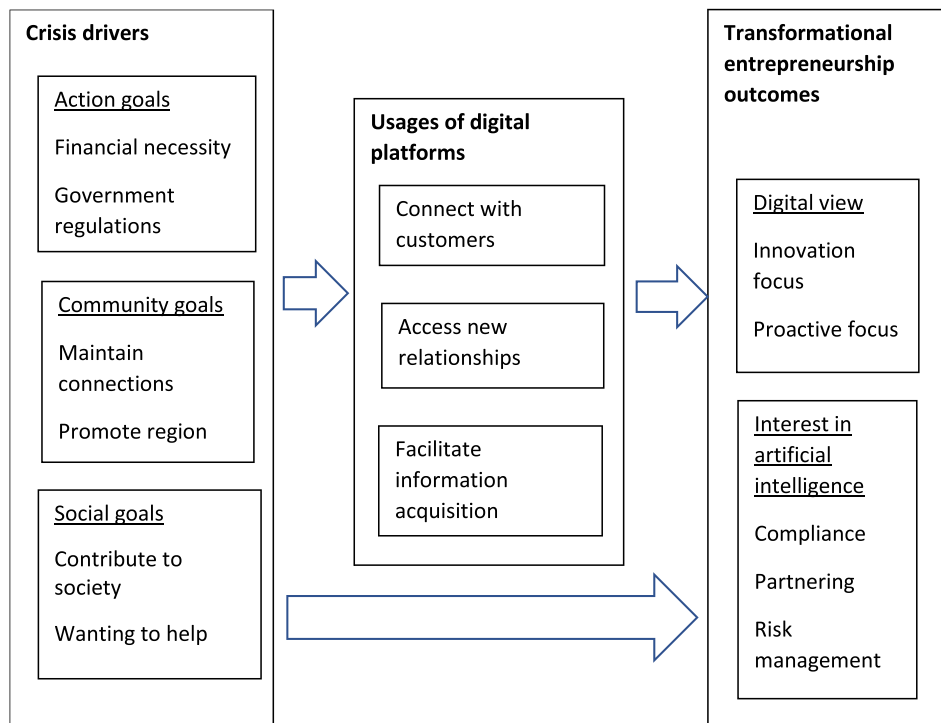 Crisis drivers
Action goals
Financial necessity
Government
regulations
Community goals
Maintain
connections
Promote region
Social goals
Contribute to
society
Wanting to help
Usages of digital
platforms
Connect with
customers
Access new
relationships
Facilitate
information
acquisition
Transformational
entrepreneurship
outcomes
Digital view
Innovation
focus
Proactive focus
Interest in
artificial
intelligence
Compliance
Partnering
Risk
management